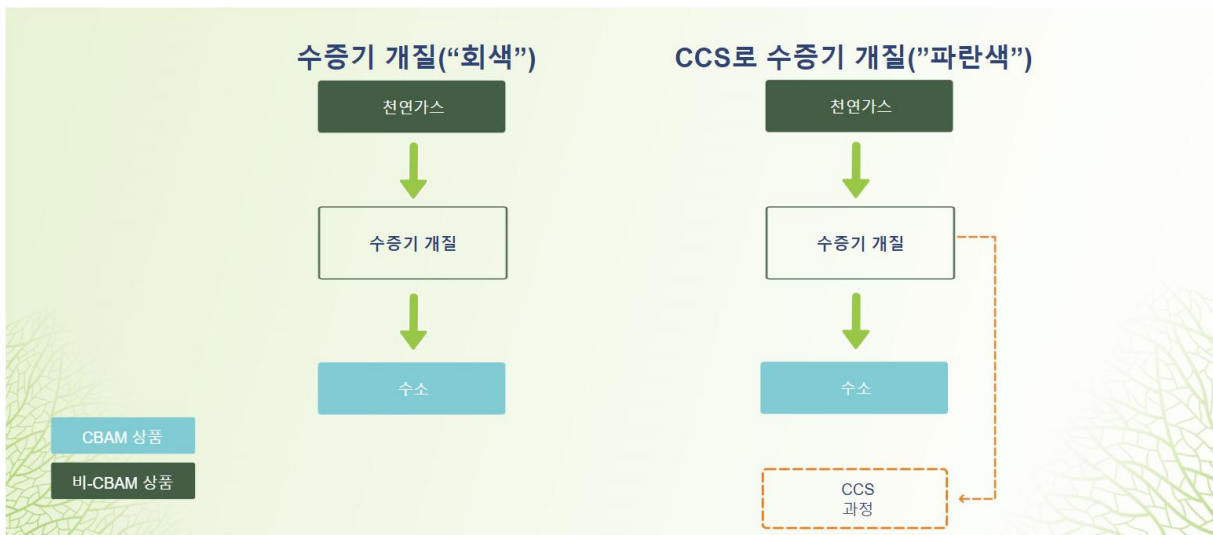 수증기 개질(“회색”)
천연가스
수증기 개질
수소
CCS로 수증기 개질(”파란색”)
천연가스
수증기 개질
수소
CCS
과정
CBAM 상품
비-CBAM 상품